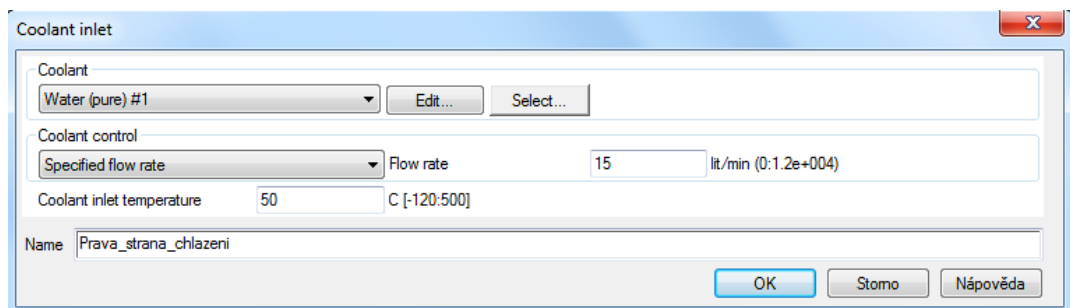 Coolant inlet
Coolant
Water (pure) #1 Edit... Select...
Coolant control
Specified flow rate Flow rate 15 lit/min (0:1.2e+004)
Coolant inlet temperature 50 C [-120:500]
Name Prava_strana_chlazeni
OK Storno Nápověda